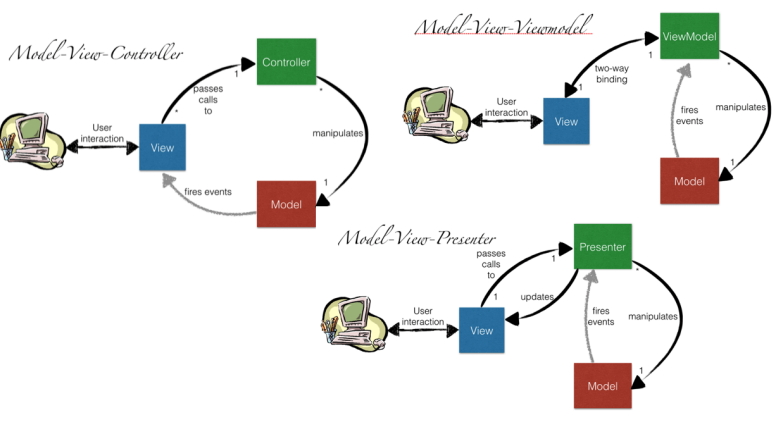 Model-View-Controller
Controller
1
passes
calls
to
*
*
User
interaction
View
manipulates
fires events
1
Model
Model-View-Viewmodel
ViewModel
1
*
two-way
binding
1
User
interaction
View
fires
events
manipulates
1
Model
Model-View-Presenter
passes
calls
to
1
Presenter
*
1
updates
User
interaction
View
fires
events
manipulates
1
Model